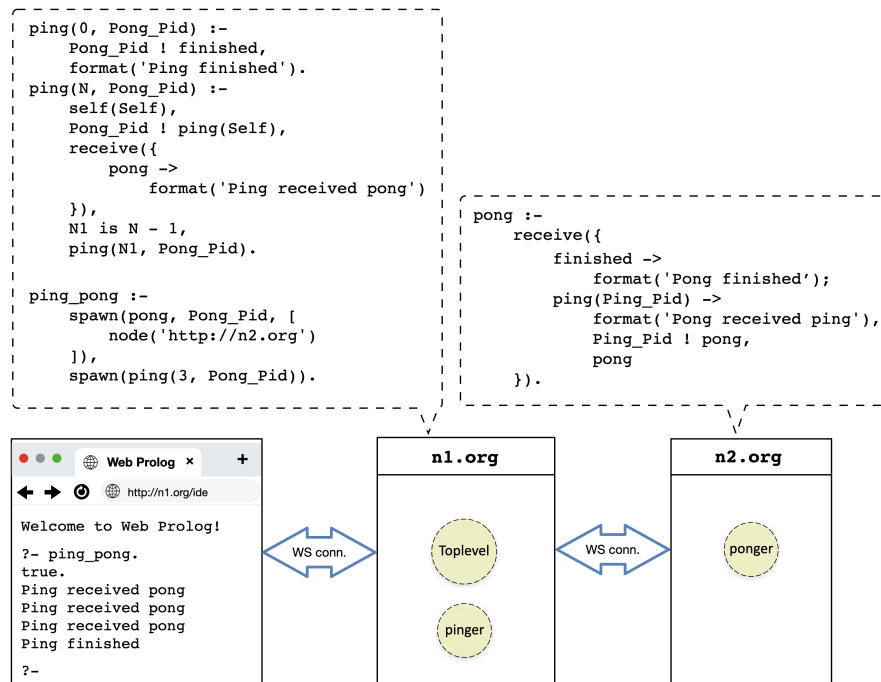 ping(0, Pong_Pid) :-
    Pong_Pid ! finished,
    format('Ping finished').
ping(N, Pong_Pid) :-
    self(Self),
    Pong_Pid ! ping(Self),
    receive({
        pong ->
            format('Ping received pong')
    }),
    N1 is N - 1,
    ping(N1, Pong_Pid).
ping_pong :-
    spawn(pong, Pong_Pid, [
        node('http://n2.org')
    ]),
    spawn(ping(3, Pong_Pid)).
pong :-
    receive({
        finished ->
            format('Pong finished’);
        ping(Ping_Pid) ->
            format('Pong received ping'),
            Ping_Pid ! pong,
            pong
    }).
Web Prolog × +
http://n1.org/ide
Welcome to Web Prolog!
?- ping_pong.
true.
Ping received pong
Ping received pong
Ping received pong
Ping finished
?-
WS conn.
n1.org
Toplevel
pinger
WS conn.
n2.org
ponger